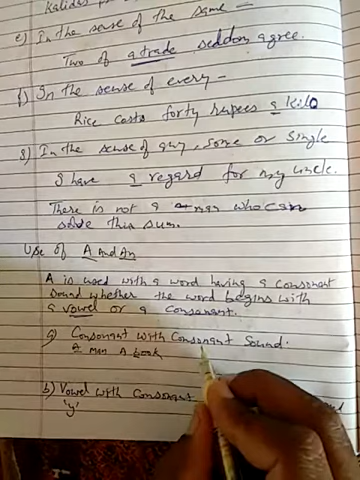 Kalidas
e) In the sense of the same -
Two of a trade seldom agree.
f) In the sense of every -
Rice costs forty rupees a kilo
g) In the sense of any, some or single
I have a regard for my uncle.
There is not a man who can
solve this sum.
Use of A and An
A is used with a word having a consonant
sound whether the word begins with
a vowel or a consonant.
a) Consonant with Consonant Sound.
A man A book
b) Vowel with Consonant
'y'